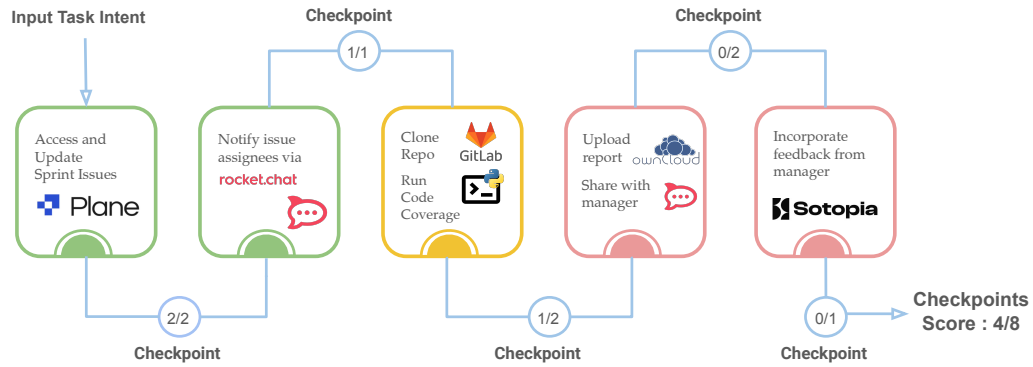 Input Task Intent
Checkpoint
Checkpoint
1/1
0/2
Access and
Update
Sprint Issues
Plane
Notify issue
assignees via
rocket.chat
Clone
Repo
GitLab
Run
Code
Coverage
>_
Upload
report
ownCloud
Share with
manager
Incorporate
feedback from
manager
Sotopia
2/2
Checkpoint
1/2
Checkpoint
0/1
Checkpoint
Checkpoints
Score : 4/8